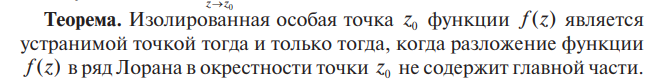 z→z₀
Теорема. Изолированная особая точка z₀ функции f(z) является
устранимой точкой тогда и только тогда, когда разложение функции
f(z) в ряд Лорана в окрестности точки z₀ не содержит главной части.